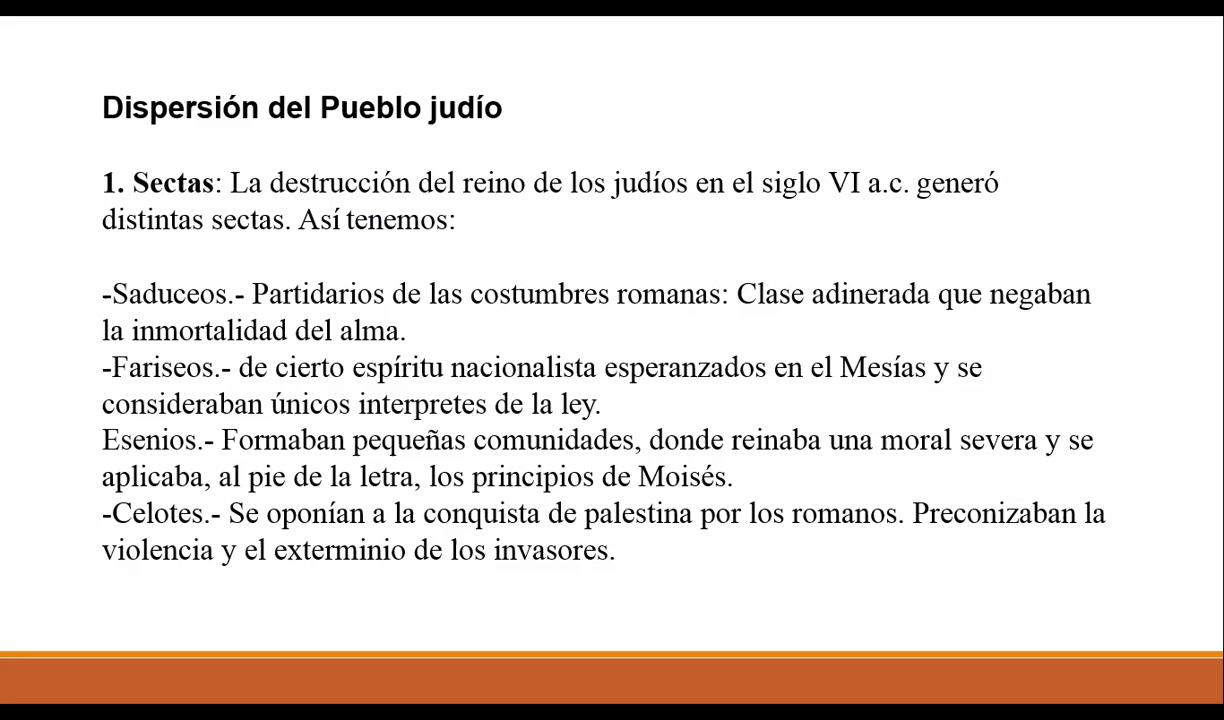 Dispersión del Pueblo judío
1. Sectas: La destrucción del reino de los judíos en el siglo VI a.c. generó
distintas sectas. Así tenemos:
-Saduceos.- Partidarios de las costumbres romanas: Clase adinerada que negaban
la inmortalidad del alma.
-Fariseos.- de cierto espíritu nacionalista esperanzados en el Mesías y se
consideraban únicos interpretes de la ley.
Esenios.- Formaban pequeñas comunidades, donde reinaba una moral severa y se
aplicaba, al pie de la letra, los principios de Moisés.
-Celotes.- Se oponían a la conquista de palestina por los romanos. Preconizaban la
violencia y el exterminio de los invasores.